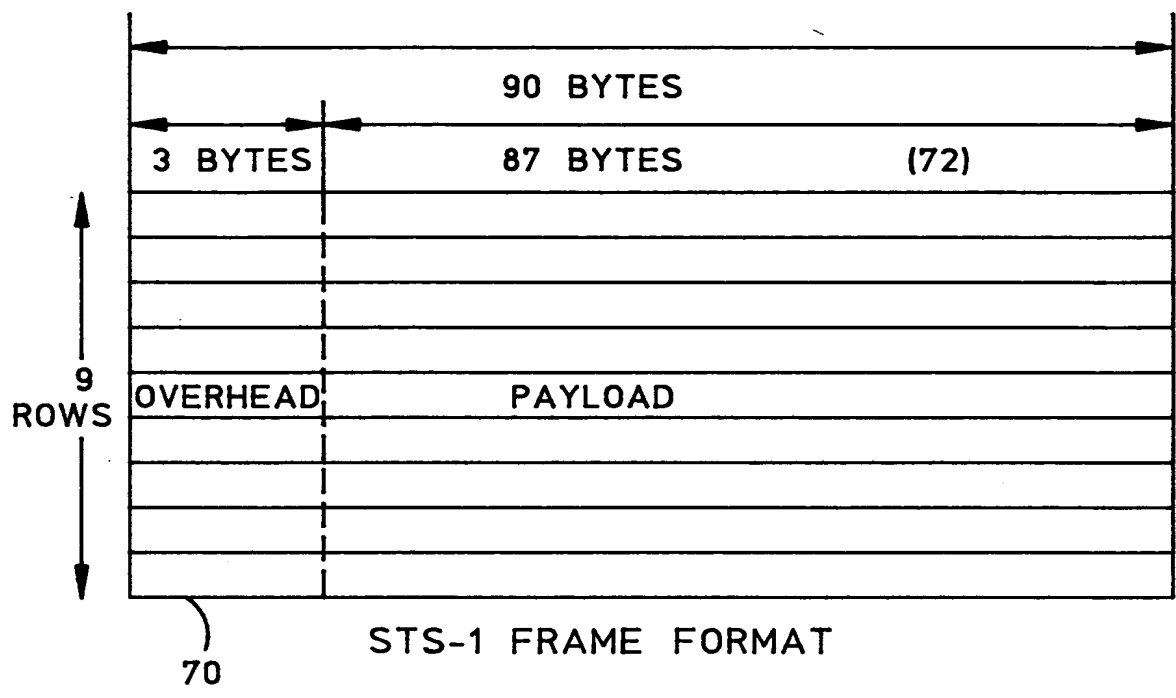 90 BYTES
3 BYTES 87 BYTES (72)
9
ROWS
OVERHEAD PAYLOAD
STS-1 FRAME FORMAT
70